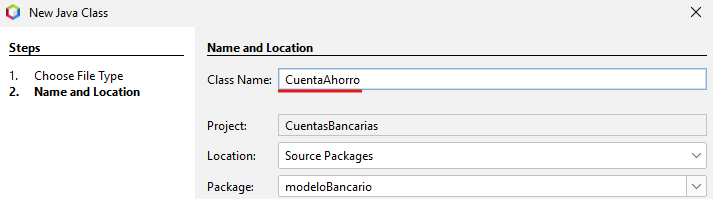 New Java Class
Steps
1. Choose File Type
2. Name and Location
Name and Location
Class Name: CuentaAhorro
Project: CuentasBancarias
Location: Source Packages
Package: modeloBancario